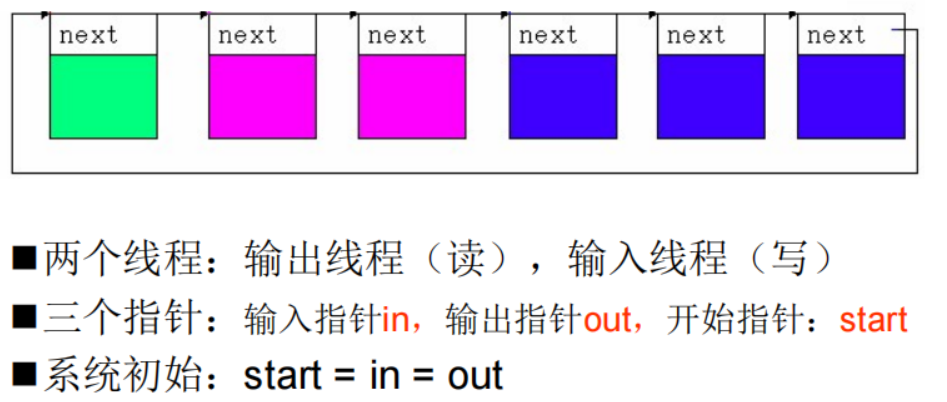 next next next next next next
■两个线程：输出线程（读），输入线程（写）
■三个指针：输入指针in，输出指针out，开始指针：start
■系统初始：start = in = out